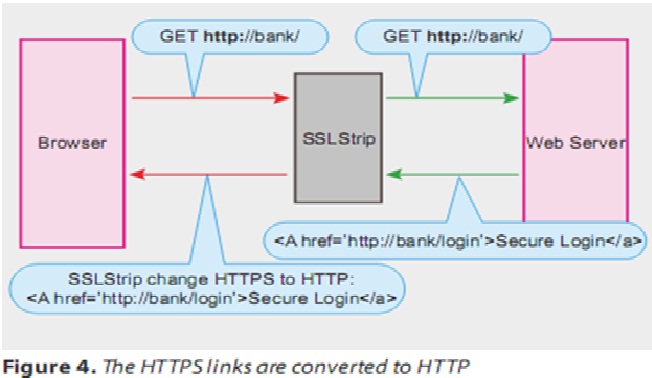 GET http://bank/
GET http://bank/
Browser
SSLStrip
Web Server
<A href='http://bank/login'>Secure Login</a>
SSLStrip change HTTPS to HTTP:
<A href='http://bank/login'>Secure Login</a>
Figure 4. The HTTPS links are converted to HTTP